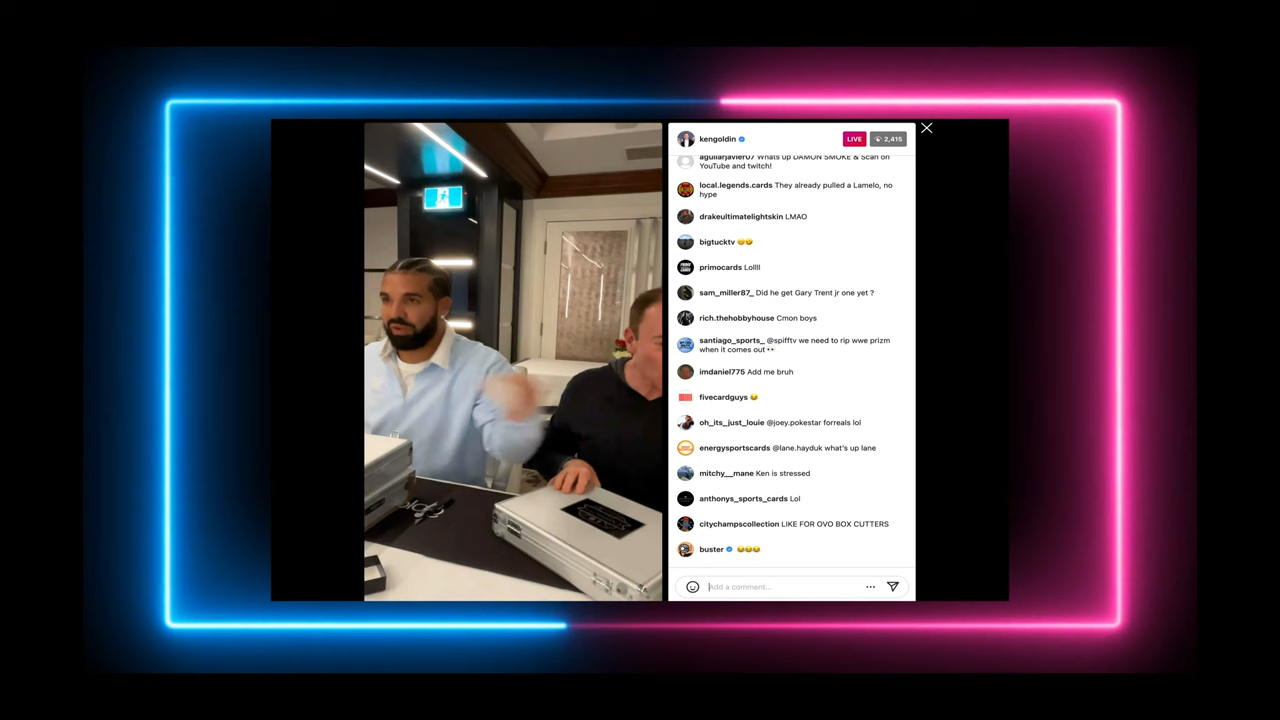 kengoldin
LIVE
2,415
aguilarjavier07 Whats up DAMON SMOKE & Scan on
YouTube and twitch!
local.legends.cards They already pulled a Lamelo, no
hype
drakeultimatelightskin LMAO
bigtucktv 😂🤣
primocards Lollll
sam_miller87_ Did he get Gary Trent jr one yet ?
rich.thehobbyhouse Cmon boys
santiago_sports_ @spifftv we need to rip wwe prizm
when it comes out 👀
imdaniel775 Add me bruh
fivecardguys 😂
oh_its_just_louie @joey.pokestar forreals lol
energysportscards @lane.hayduk what's up lane
mitchy__mane Ken is stressed
anthonys_sports_cards Lol
citychampscollection LIKE FOR OVO BOX CUTTERS
buster 😂😂😂
Add a comment...